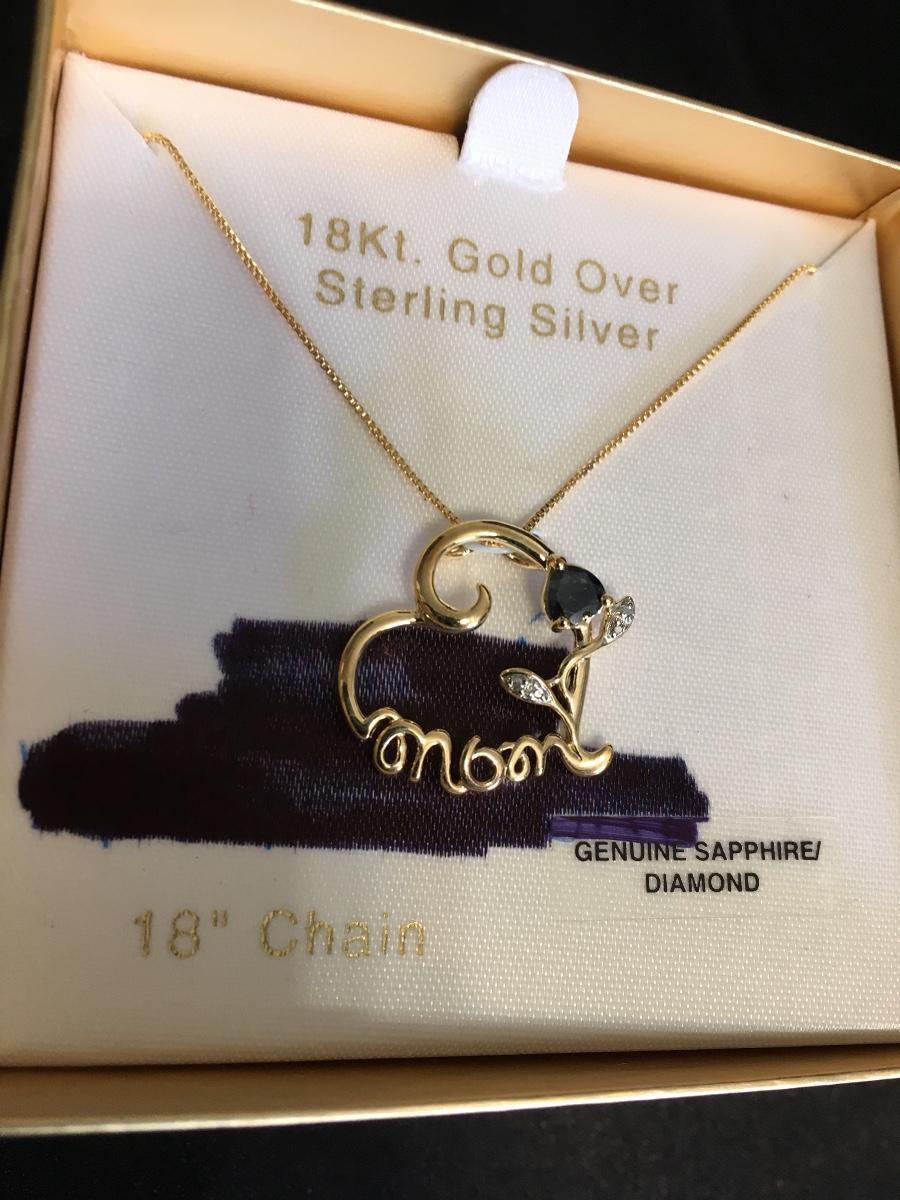 18Kt. Gold Over
Sterling Silver
mom
GENUINE SAPPHIRE/
DIAMOND
18" Chain